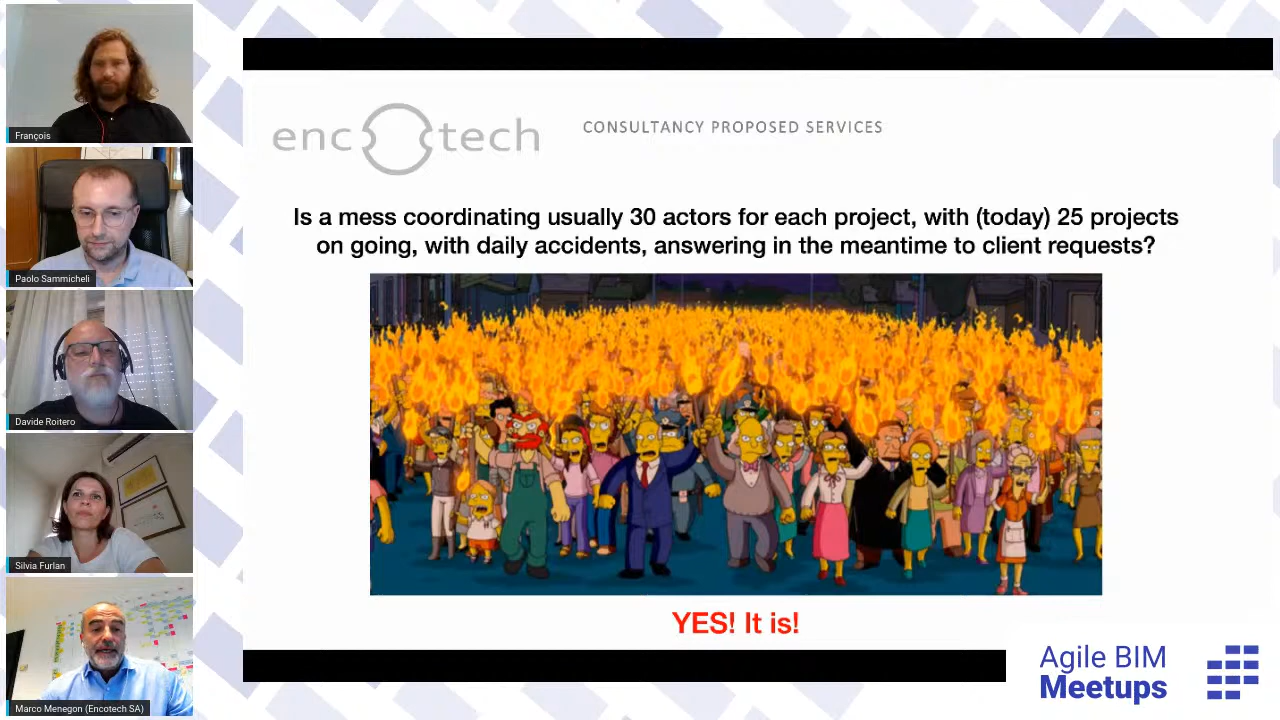 François
Paolo Sammicheli
Davide Roitero
Silvia Furlan
Marco Menegon (Encotech SA)
encotech
CONSULTANCY PROPOSED SERVICES
Is a mess coordinating usually 30 actors for each project, with (today) 25 projects
on going, with daily accidents, answering in the meantime to client requests?
YES! It is!
Agile BIM
Meetups